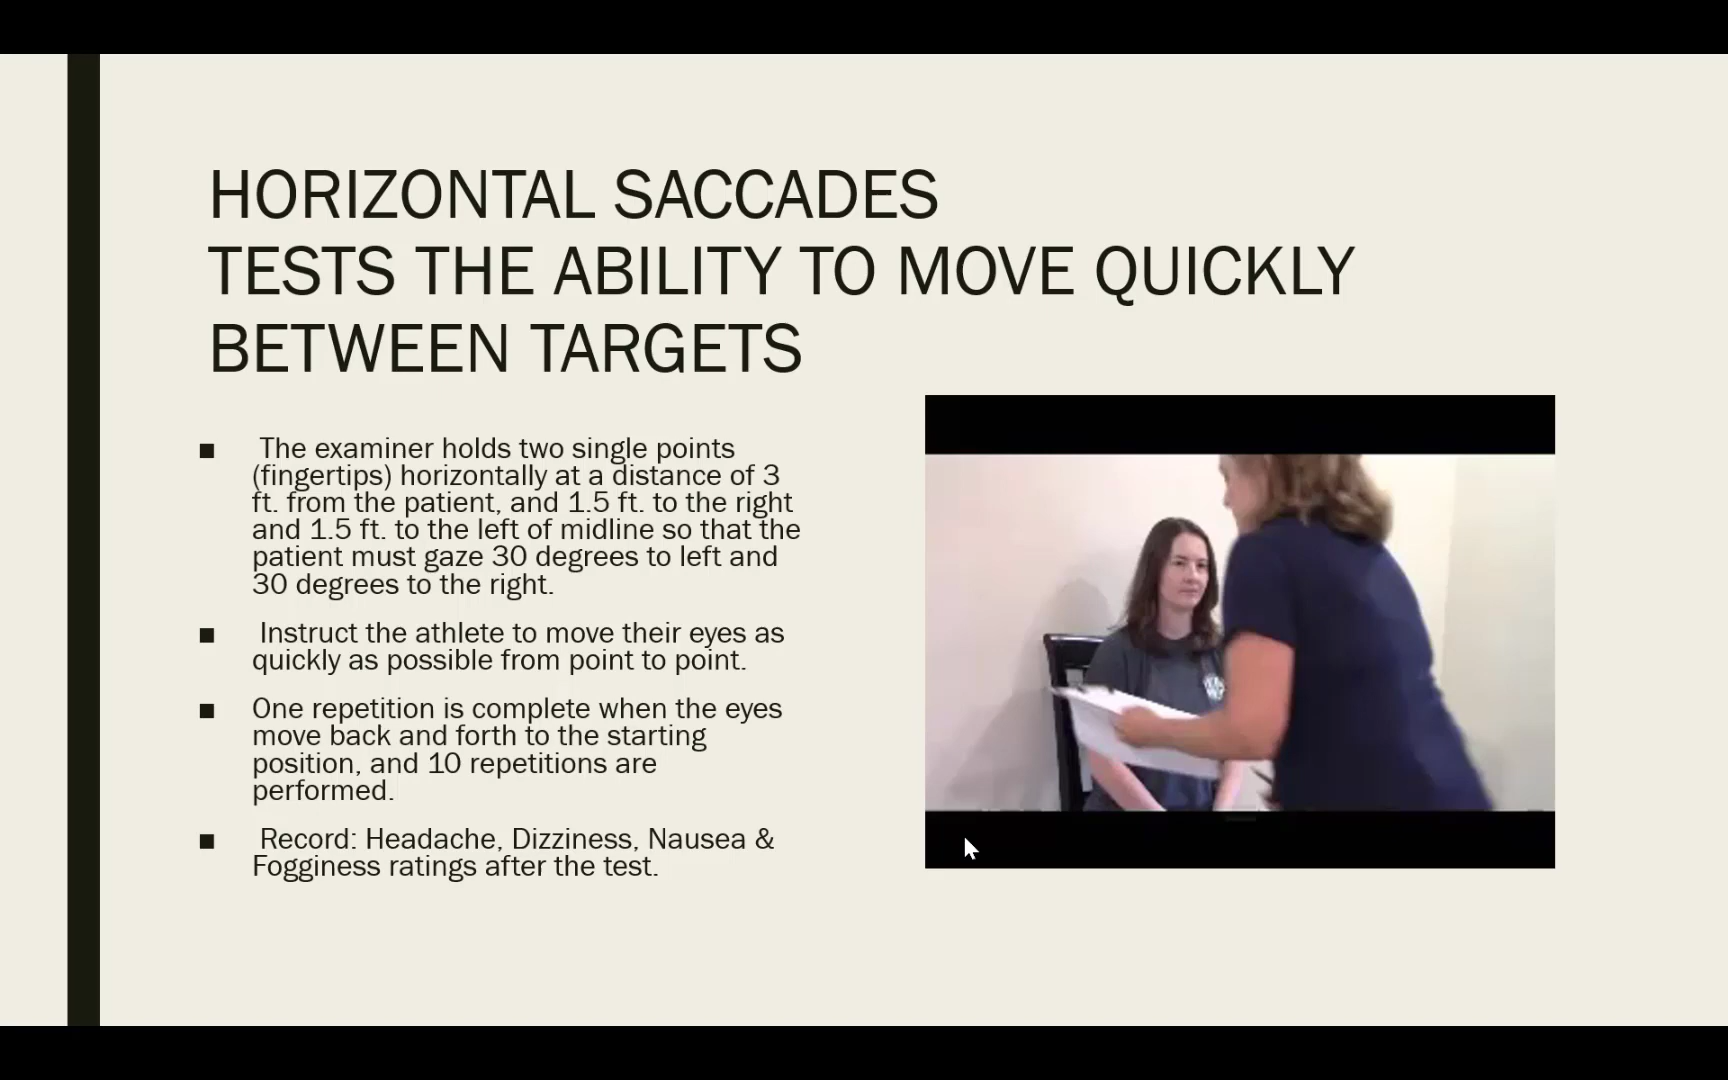 HORIZONTAL SACCADES
TESTS THE ABILITY TO MOVE QUICKLY
BETWEEN TARGETS
■ The examiner holds two single points
(fingertips) horizontally at a distance of 3
ft. from the patient, and 1.5 ft. to the right
and 1.5 ft. to the left of midline so that the
patient must gaze 30 degrees to left and
30 degrees to the right.
■ Instruct the athlete to move their eyes as
quickly as possible from point to point.
■ One repetition is complete when the eyes
move back and forth to the starting
position, and 10 repetitions are
performed.
■ Record: Headache, Dizziness, Nausea &
Fogginess ratings after the test.